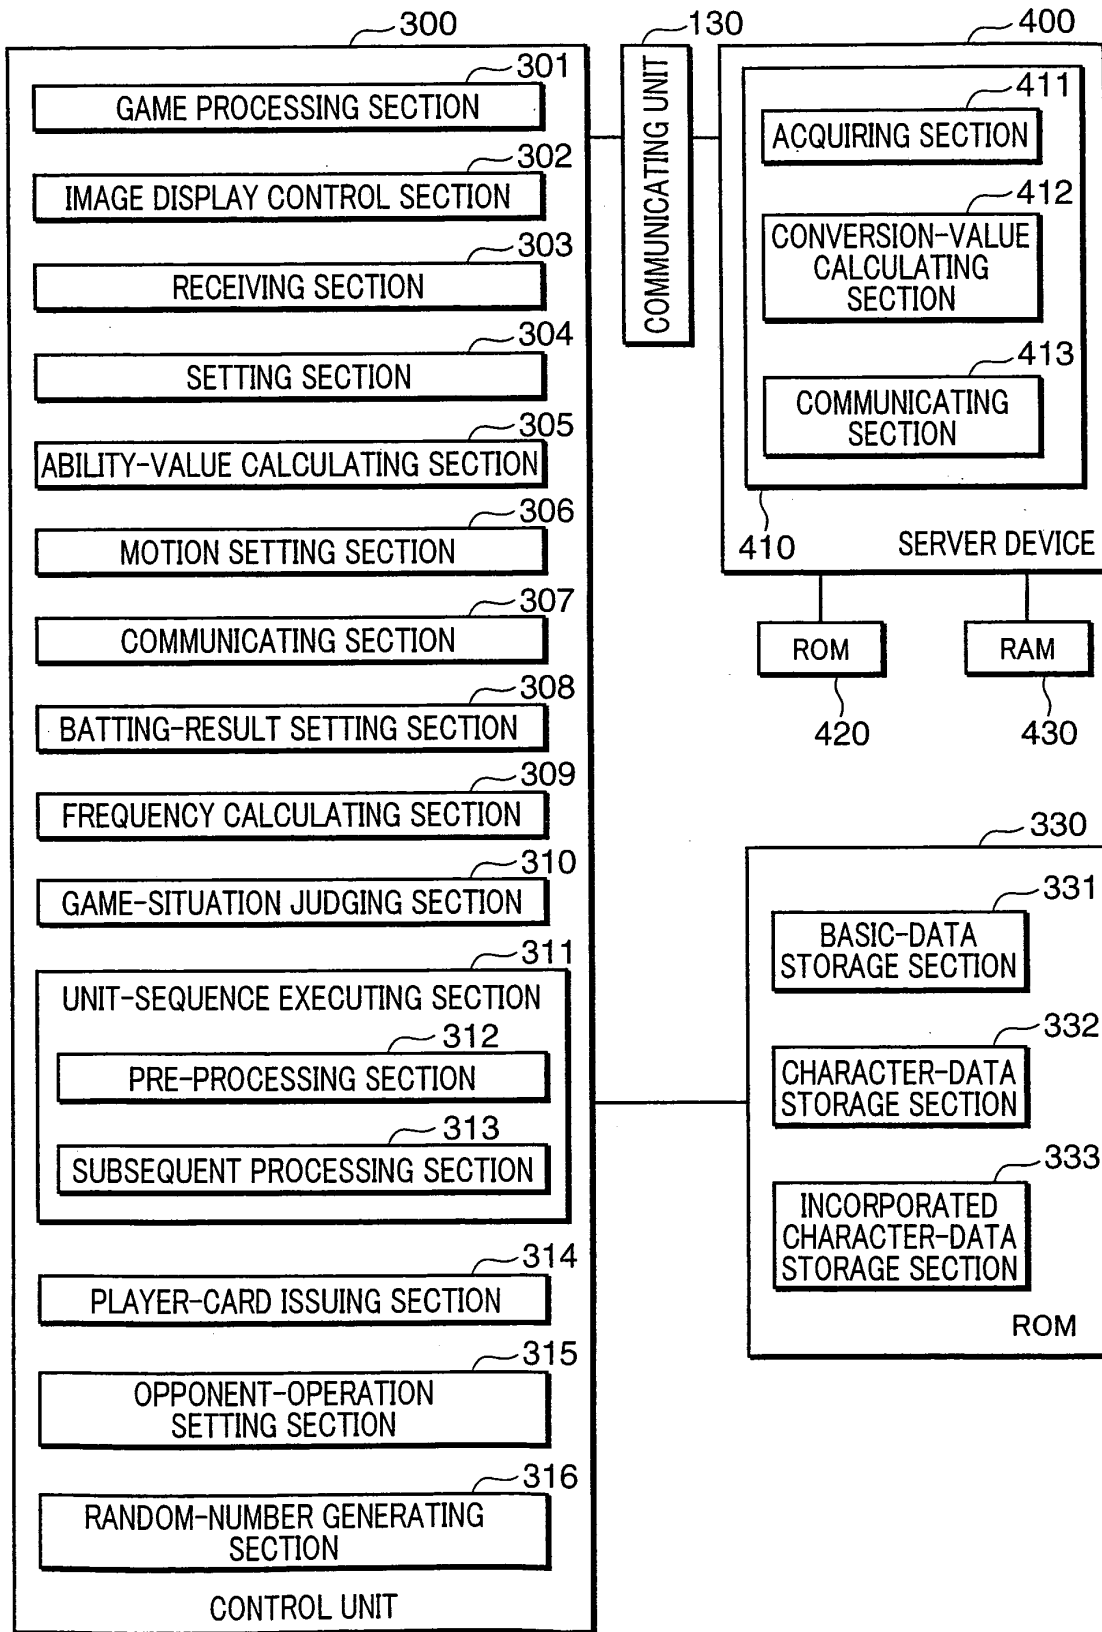 300
301
GAME PROCESSING SECTION
302
IMAGE DISPLAY CONTROL SECTION
303
RECEIVING SECTION
304
SETTING SECTION
305
ABILITY-VALUE CALCULATING SECTION
306
MOTION SETTING SECTION
307
COMMUNICATING SECTION
308
BATTING-RESULT SETTING SECTION
309
FREQUENCY CALCULATING SECTION
310
GAME-SITUATION JUDGING SECTION
311
UNIT-SEQUENCE EXECUTING SECTION
312
PRE-PROCESSING SECTION
313
SUBSEQUENT PROCESSING SECTION
314
PLAYER-CARD ISSUING SECTION
315
OPPONENT-OPERATION
SETTING SECTION
316
RANDOM-NUMBER GENERATING
SECTION
CONTROL UNIT
130
COMMUNICATING UNIT
400
411
ACQUIRING SECTION
412
CONVERSION-VALUE
CALCULATING
SECTION
413
COMMUNICATING
SECTION
410
SERVER DEVICE
ROM
420
RAM
430
330
331
BASIC-DATA
STORAGE SECTION
332
CHARACTER-DATA
STORAGE SECTION
333
INCORPORATED
CHARACTER-DATA
STORAGE SECTION
ROM